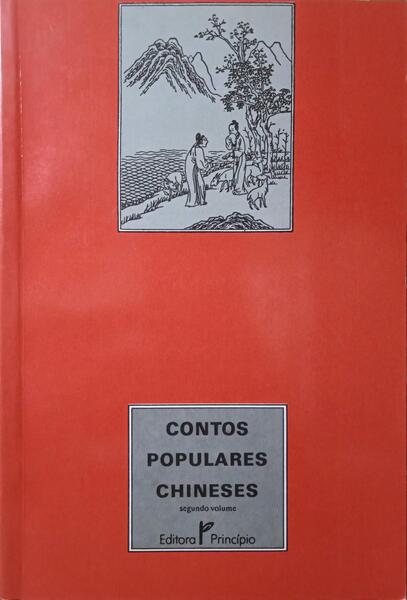 CONTOS
POPULARES
CHINESES
segundo volume
Editora Princípio